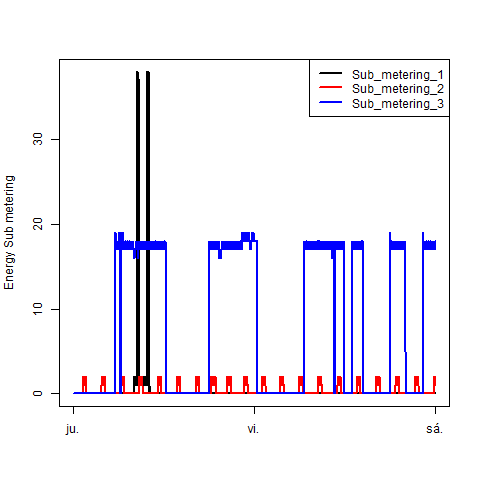 Sub_metering_1
Sub_metering_2
Sub_metering_3
Energy Sub metering
30
20
10
0
ju.
vi.
sá.